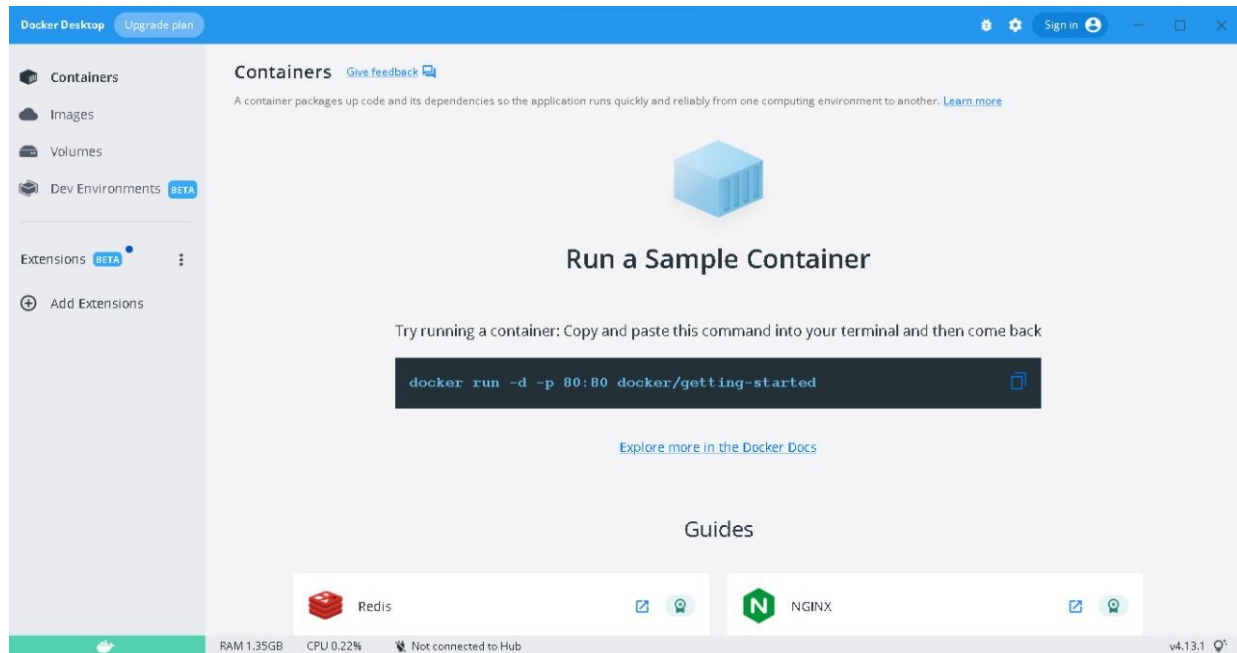 Docker Desktop Upgrade plan
Sign in
Containers
Images
Volumes
Dev Environments BETA
Extensions BETA
Add Extensions
Containers Give feedback
A container packages up code and its dependencies so the application runs quickly and reliably from one computing environment to another. Learn more
Run a Sample Container
Try running a container: Copy and paste this command into your terminal and then come back
docker run -d -p 80:80 docker/getting-started
Explore more in the Docker Docs
Guides
Redis
N NGINX
RAM 1.35GB CPU 0.22% Not connected to Hub v4.13.1